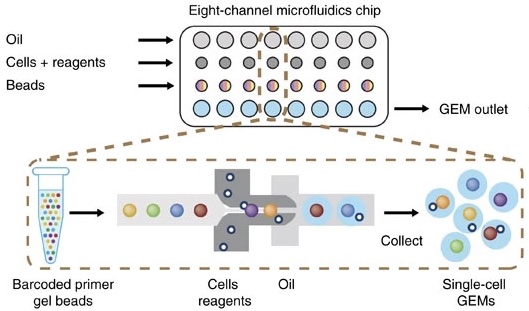 Eight-channel microfluidics chip
Oil
Cells + reagents
Beads
GEM outlet
Collect
Barcoded primer
gel beads
Cells
reagents
Oil
Single-cell
GEMs